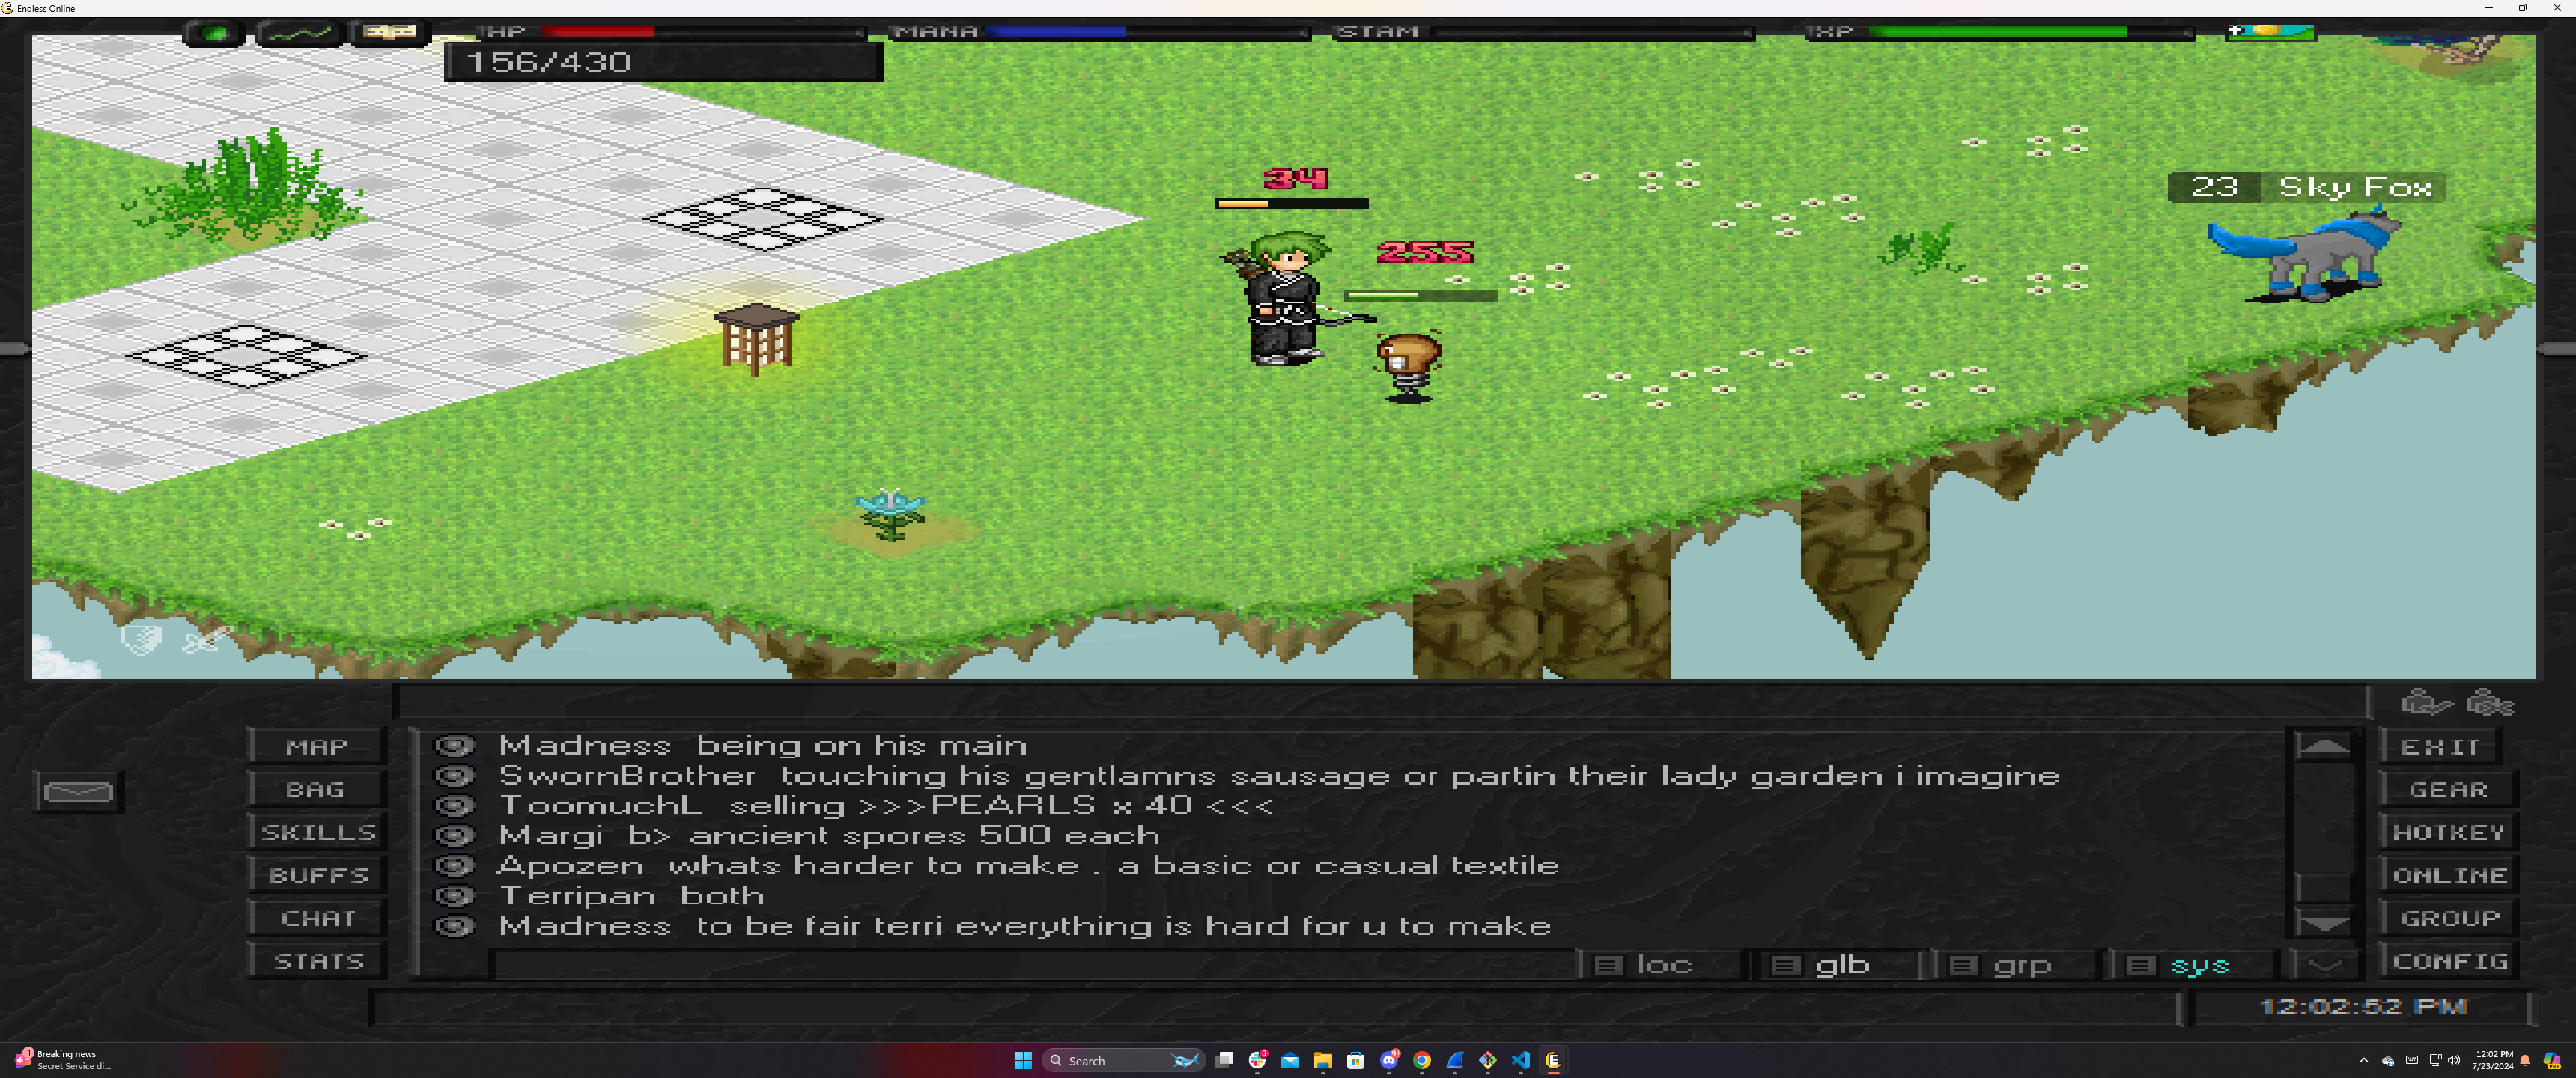 Endless Online
HP
MANA
STAM
XP
156/430
34
255
23 Sky Fox
MAP
BAG
SKILLS
BUFFS
CHAT
STATS
Madness being on his main
SwornBrother touching his gentlamns sausage or partin their lady garden i imagine
ToomuchL selling >>>PEARLS x 40 <<<
Margi b> ancient spores 500 each
Apozen whats harder to make . a basic or casual textile
Terripan both
Madness to be fair terri everything is hard for u to make
loc glb grp sys
EXIT
GEAR
HOTKEY
ONLINE
GROUP
CONFIG
12:02:52 PM
1
Breaking news
Secret Service di...
Search
3
9+
E
12:02 PM
7/23/2024